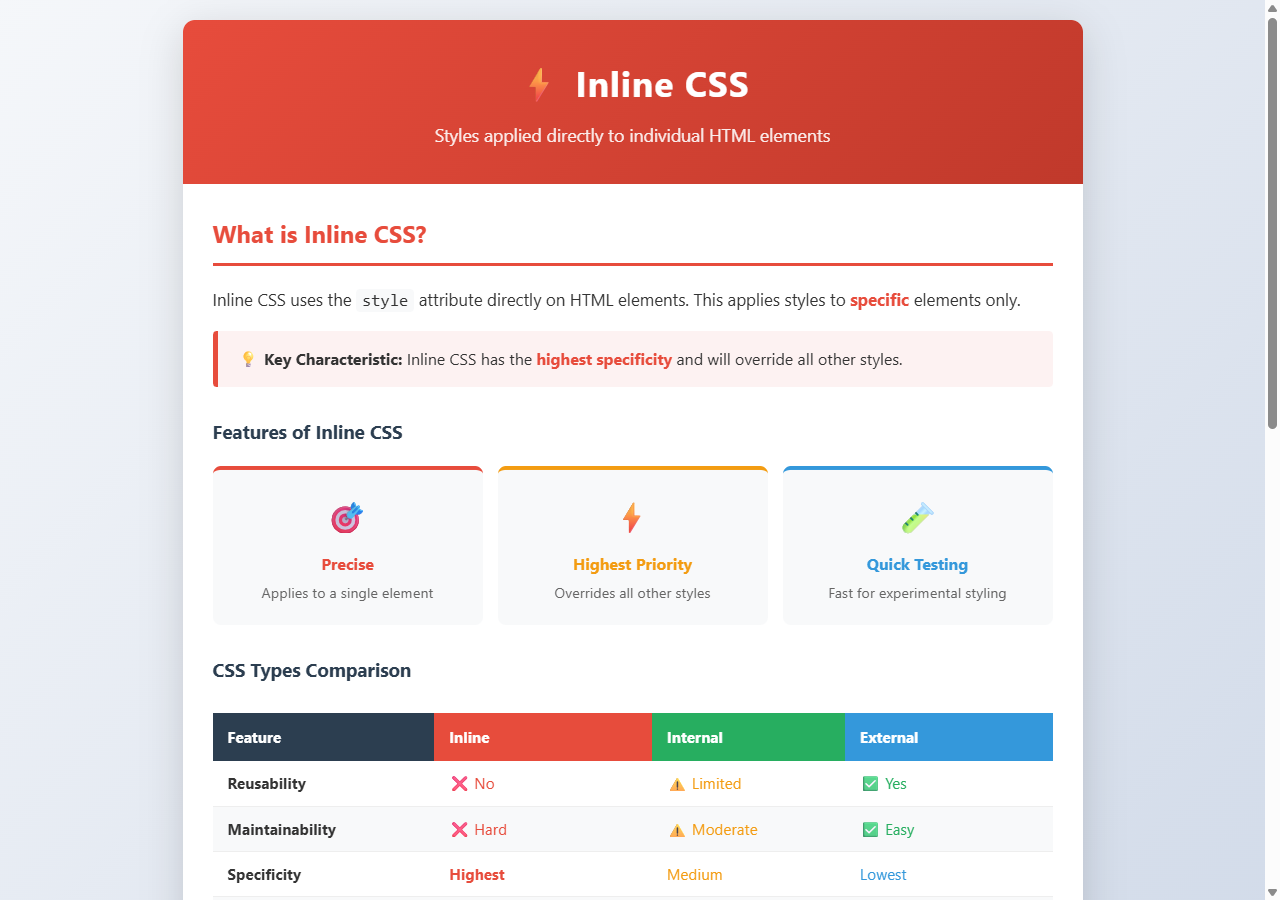 ⚡ Inline CSS
Styles applied directly to individual HTML elements
What is Inline CSS?
Inline CSS uses the style attribute directly on HTML elements. This applies styles to specific elements only.
💡 Key Characteristic: Inline CSS has the highest specificity and will override all other styles.
Features of Inline CSS
Precise
Applies to a single element
Highest Priority
Overrides all other styles
Quick Testing
Fast for experimental styling
CSS Types Comparison
Feature Inline Internal External
Reusability ❌ No ⚠️ Limited ✅ Yes
Maintainability ❌ Hard ⚠️ Moderate ✅ Easy
Specificity Highest Medium Lowest